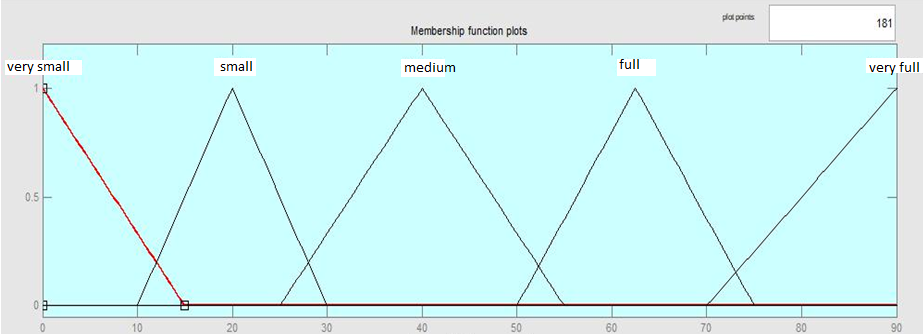 plot points:
181
Membership function plots
very small small medium full very full
1
0.5
0
0 10 20 30 40 50 60 70 80 90